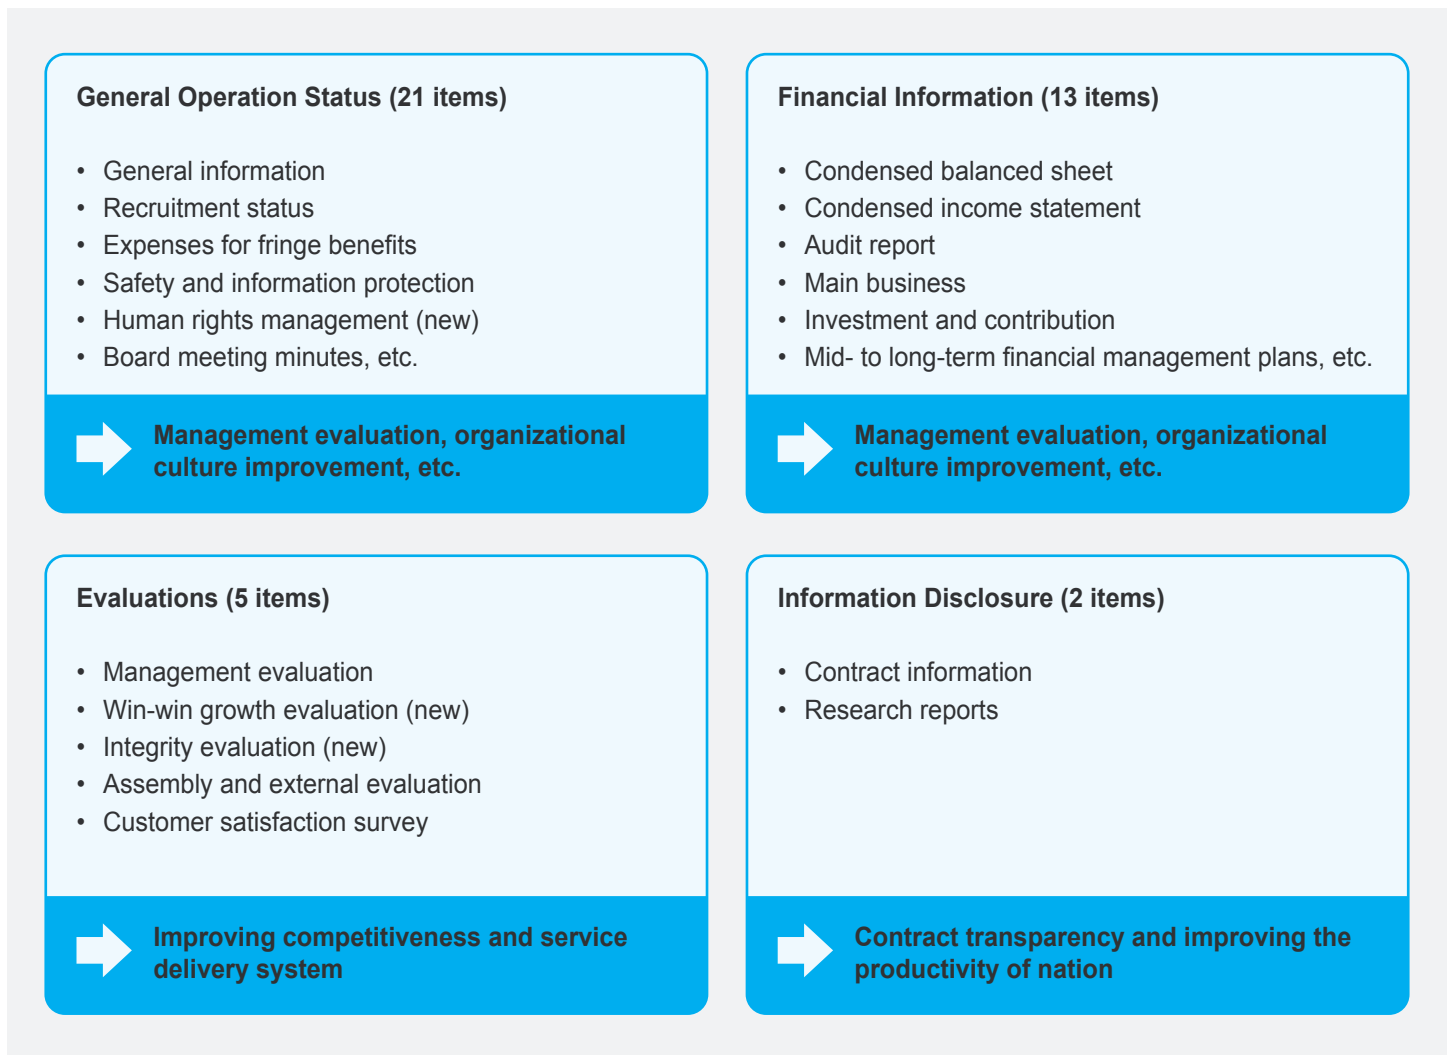 General Operation Status (21 items)
• General information
• Recruitment status
• Expenses for fringe benefits
• Safety and information protection
• Human rights management (new)
• Board meeting minutes, etc.
Management evaluation, organizational
culture improvement, etc.
Financial Information (13 items)
• Condensed balanced sheet
• Condensed income statement
• Audit report
• Main business
• Investment and contribution
• Mid- to long-term financial management plans, etc.
Management evaluation, organizational
culture improvement, etc.
Evaluations (5 items)
• Management evaluation
• Win-win growth evaluation (new)
• Integrity evaluation (new)
• Assembly and external evaluation
• Customer satisfaction survey
Improving competitiveness and service
delivery system
Information Disclosure (2 items)
• Contract information
• Research reports
Contract transparency and improving the
productivity of nation